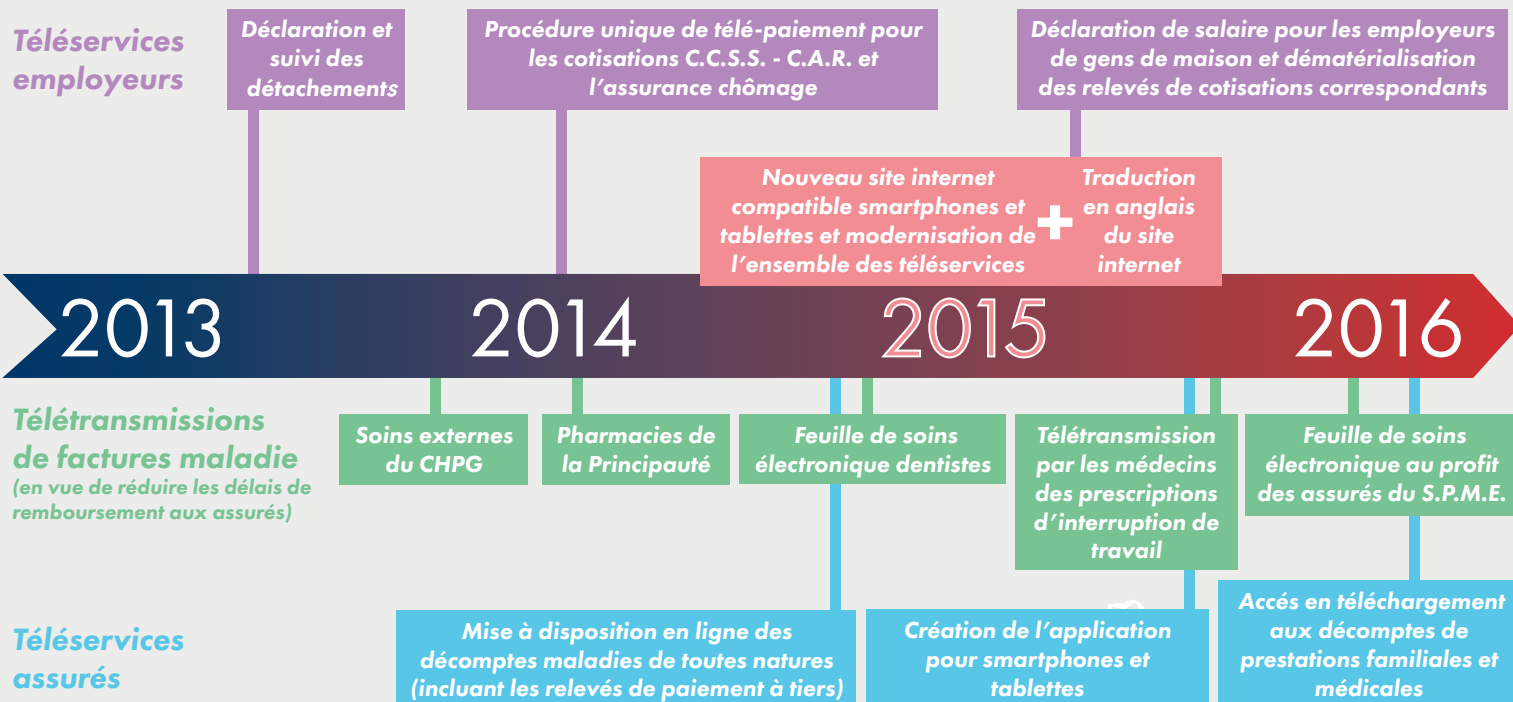 Téléservices
employeurs
Déclaration et
suivi des
détachements
Procédure unique de télé-paiement pour
les cotisations C.C.S.S. - C.A.R. et
l'assurance chômage
Déclaration de salaire pour les employeurs
de gens de maison et dématérialisation
des relevés de cotisations correspondants
Nouveau site internet
compatible smartphones et
tablettes et modernisation de
l'ensemble des téléservices
+
Traduction
en anglais
du site
internet
2013
2014
2015
2016
Télétransmissions
de factures maladie
(en vue de réduire les délais de
remboursement aux assurés)
Soins externes
du CHPG
Pharmacies de
la Principauté
Feuille de soins
électronique dentistes
Télétransmission
par les médecins
des prescriptions
d'interruption de
travail
Feuille de soins
électronique au profit
des assurés du S.P.M.E.
Téléservices
assurés
Mise à disposition en ligne des
décomptes maladies de toutes natures
(incluant les relevés de paiement à tiers)
Création de l'application
pour smartphones et
tablettes
Accés en téléchargement
aux décomptes de
prestations familiales et
médicales